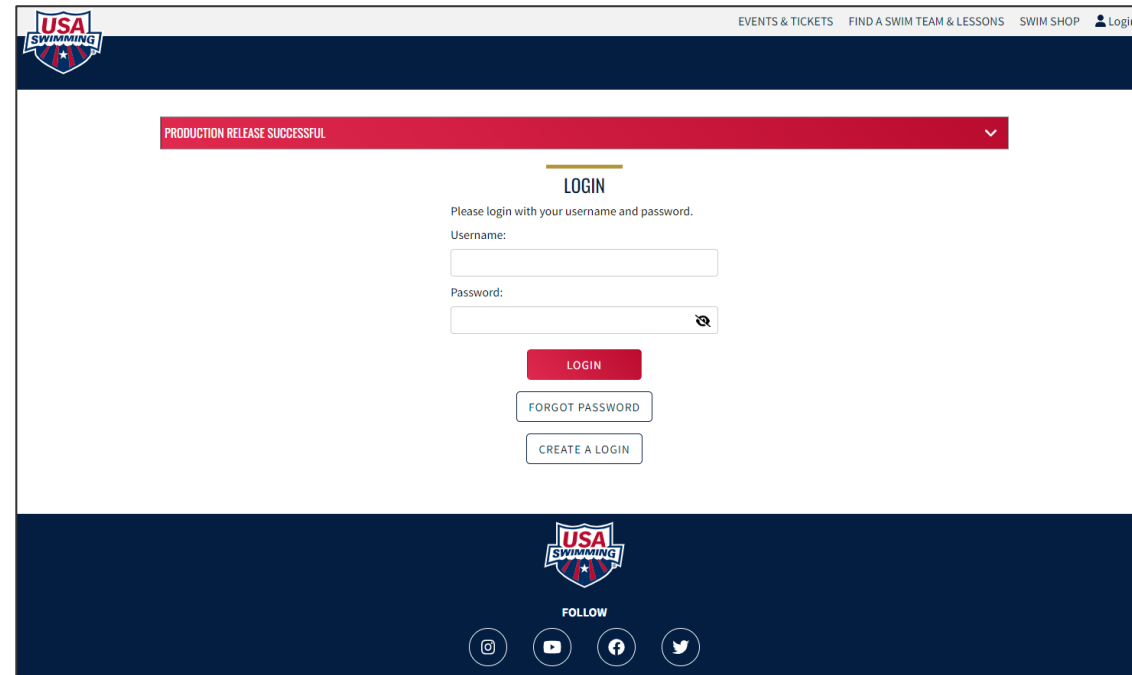 USA
SWIMMING
EVENTS & TICKETS FIND A SWIM TEAM & LESSONS SWIM SHOP Login
PRODUCTION RELEASE SUCCESSFUL
LOGIN
Please login with your username and password.
Username:
Password:
LOGIN
FORGOT PASSWORD
CREATE A LOGIN
USA
SWIMMING
FOLLOW